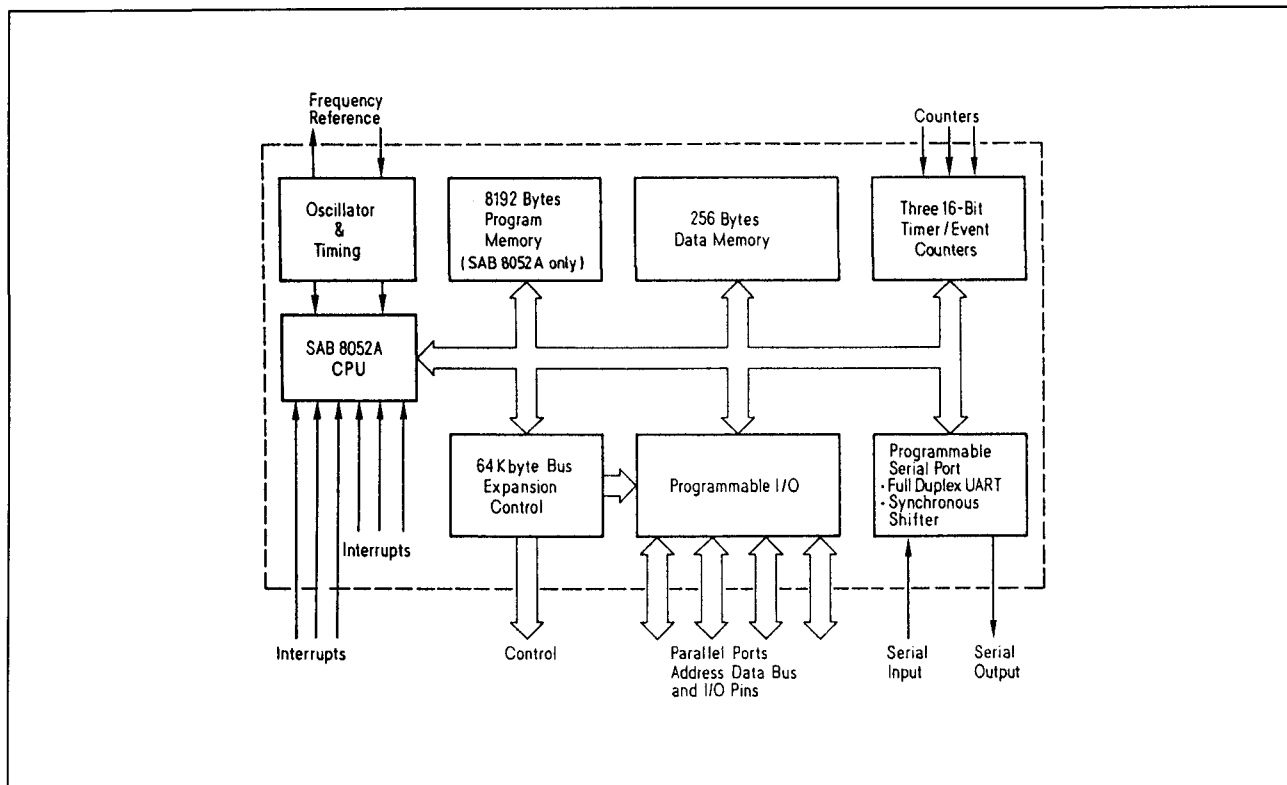 Frequency
Reference
Counters
Oscillator
&
Timing
8192 Bytes
Program
Memory
(SAB 8052A only)
256 Bytes
Data Memory
Three 16-Bit
Timer/Event
Counters
SAB 8052A
CPU
64 Kbyte Bus
Expansion
Control
Programmable I/O
Programmable
Serial Port
· Full Duplex UART
· Synchronous
Shifter
Interrupts
Interrupts
Control
Parallel Ports
Address Data Bus
and I/O Pins
Serial
Input
Serial
Output